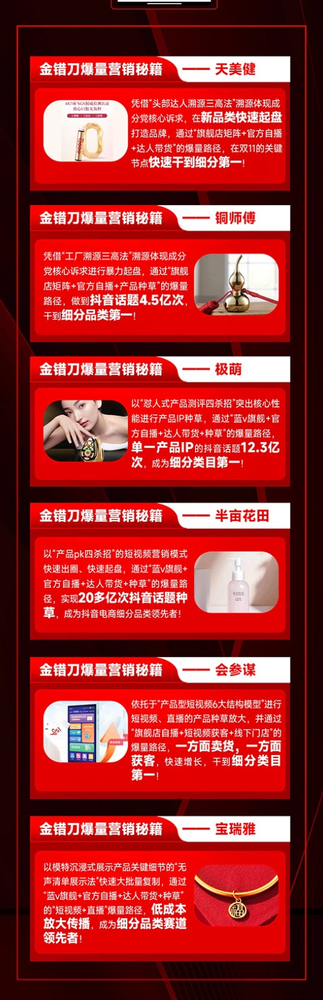 金错刀爆量营销秘籍 —— 天美健
487项SGS权威检测认证
放心口服无负担
凭借“头部达人溯源三高法”溯源体现成
分党核心诉求，在新品类快速起盘
打造品牌，通过“旗舰店矩阵+官方自播
+达人带货”的爆量路径，在双11的关键
节点快速干到细分第一！
金错刀爆量营销秘籍 —— 铜师傅
凭借“工厂溯源三高法”溯源体现成分
党核心诉求进行暴力起盘，通过“旗舰
店矩阵+官方自播+产品种草”的爆量
路径，做到抖音话题4.5亿次，
干到细分品类第一！
金错刀爆量营销秘籍 —— 极萌
以“怼人式产品测评四杀招”突出核心性
能进行产品IP种草，通过“蓝v旗舰+官
方自播+达人带货+种草”的爆量路径，
单一产品IP的抖音话题12.3亿
次，成为细分类目第一！
金错刀爆量营销秘籍 —— 半亩花田
以“产品pk四杀招”的短视频营销模式
快速出圈、快速起盘，通过“蓝v旗舰+
官方自播+达人带货+种草”的爆量路
径，实现20多亿次抖音话题种
草，成为抖音电商细分品类领先者！
金错刀爆量营销秘籍 —— 会参谋
依托于“产品型短视频6大结构模型”进行
短视频、直播的产品种草放大，并通过
“旗舰店自播+短视频获客+线下门店”的
爆量路径，一方面卖货，一方面
获客，快速增长，干到细分类目
第一！
金错刀爆量营销秘籍 —— 宝瑞雅
以模特沉浸式展示产品关键细节的“无
声清单展示法”快速大批量复制，通过
“蓝v旗舰+官方自播+达人带货+种草”
的“短视频+直播”爆量路径，低成本
放大传播，成为细分品类赛道
领先者！
福